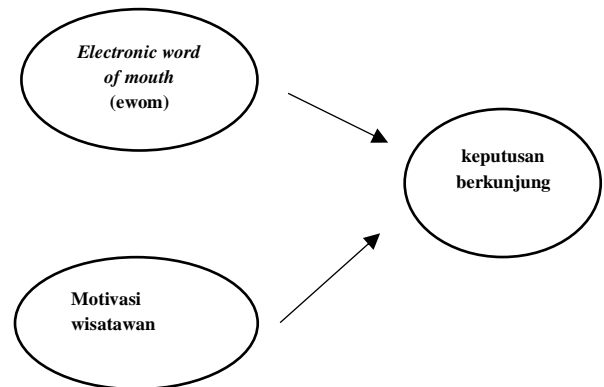 Electronic word
of mouth
(ewom)
keputusan
berkunjung
Motivasi
wisatawan